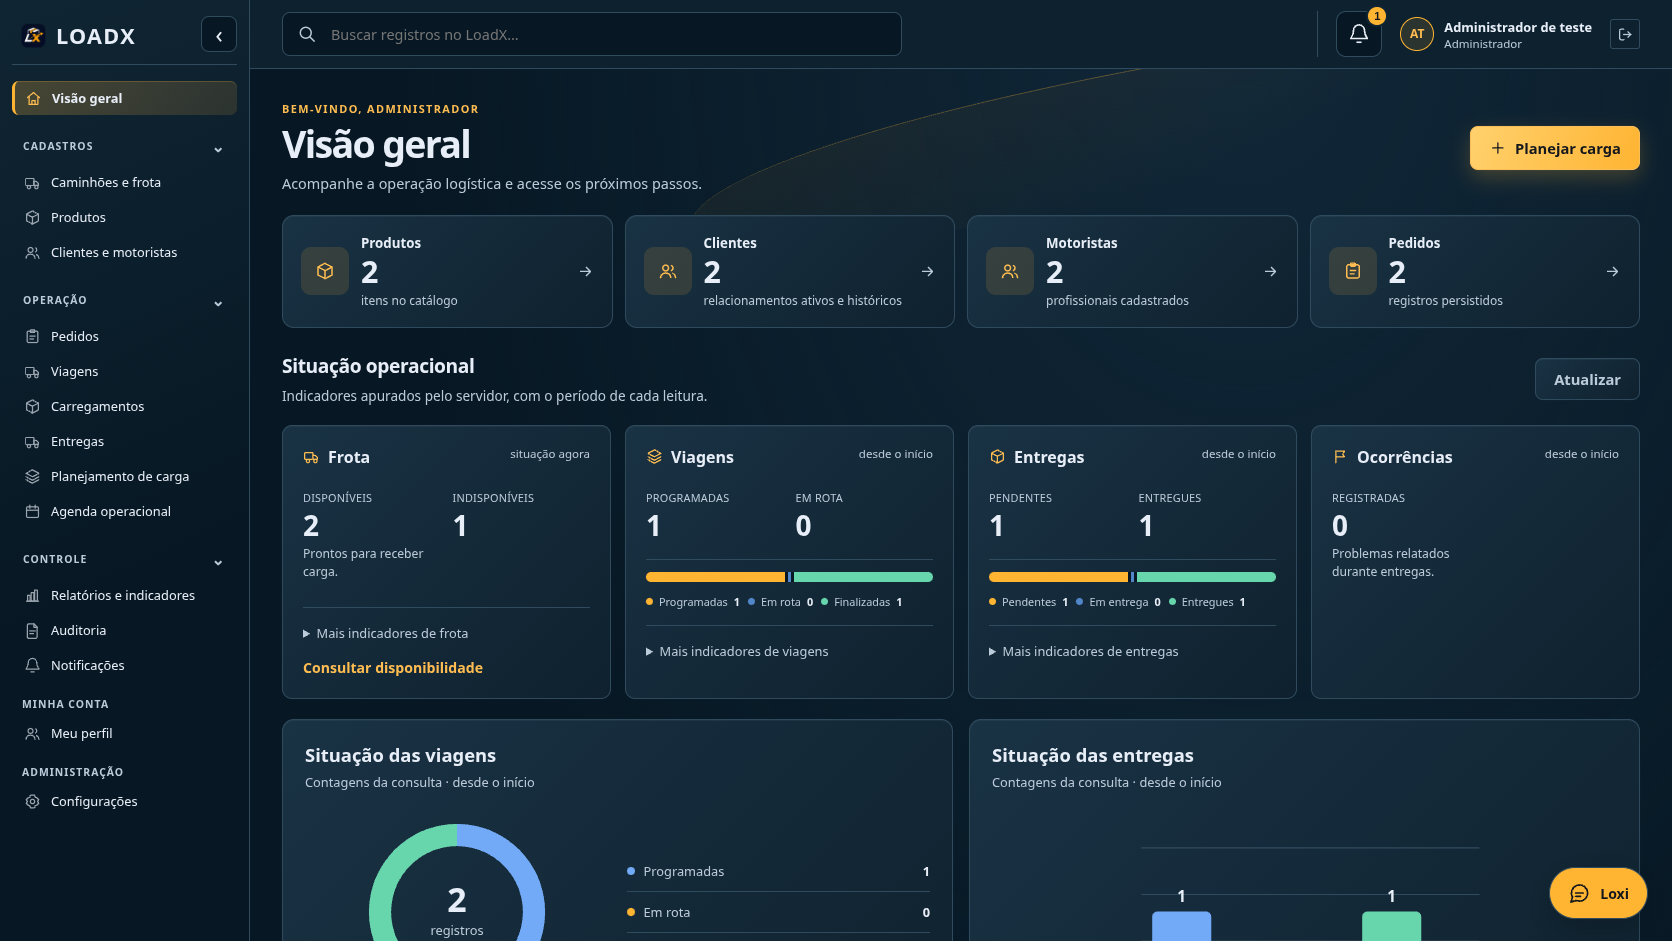 LOADX
Buscar registros no LoadX...
1
AT
Administrador de teste
Administrador
Visão geral
CADASTROS
Caminhões e frota
Produtos
Clientes e motoristas
OPERAÇÃO
Pedidos
Viagens
Carregamentos
Entregas
Planejamento de carga
Agenda operacional
CONTROLE
Relatórios e indicadores
Auditoria
Notificações
MINHA CONTA
Meu perfil
ADMINISTRAÇÃO
Configurações
BEM-VINDO, ADMINISTRADOR
Visão geral
Acompanhe a operação logística e acesse os próximos passos.
Planejar carga
Produtos
2
itens no catálogo
Clientes
2
relacionamentos ativos e históricos
Motoristas
2
profissionais cadastrados
Pedidos
2
registros persistidos
Situação operacional
Indicadores apurados pelo servidor, com o período de cada leitura.
Atualizar
Frota situação agora
DISPONÍVEIS INDISPONÍVEIS
2 1
Prontos para receber
carga.
Mais indicadores de frota
Consultar disponibilidade
Viagens desde o início
PROGRAMADAS EM ROTA
1 0
Programadas 1 Em rota 0 Finalizadas 1
Mais indicadores de viagens
Entregas desde o início
PENDENTES ENTREGUES
1 1
Pendentes 1 Em entrega 0 Entregues 1
Mais indicadores de entregas
Ocorrências desde o início
REGISTRADAS
0
Problemas relatados
durante entregas.
Situação das viagens
Contagens da consulta · desde o início
2
registros
Programadas 1
Em rota 0
Situação das entregas
Contagens da consulta · desde o início
1 1
Loxi